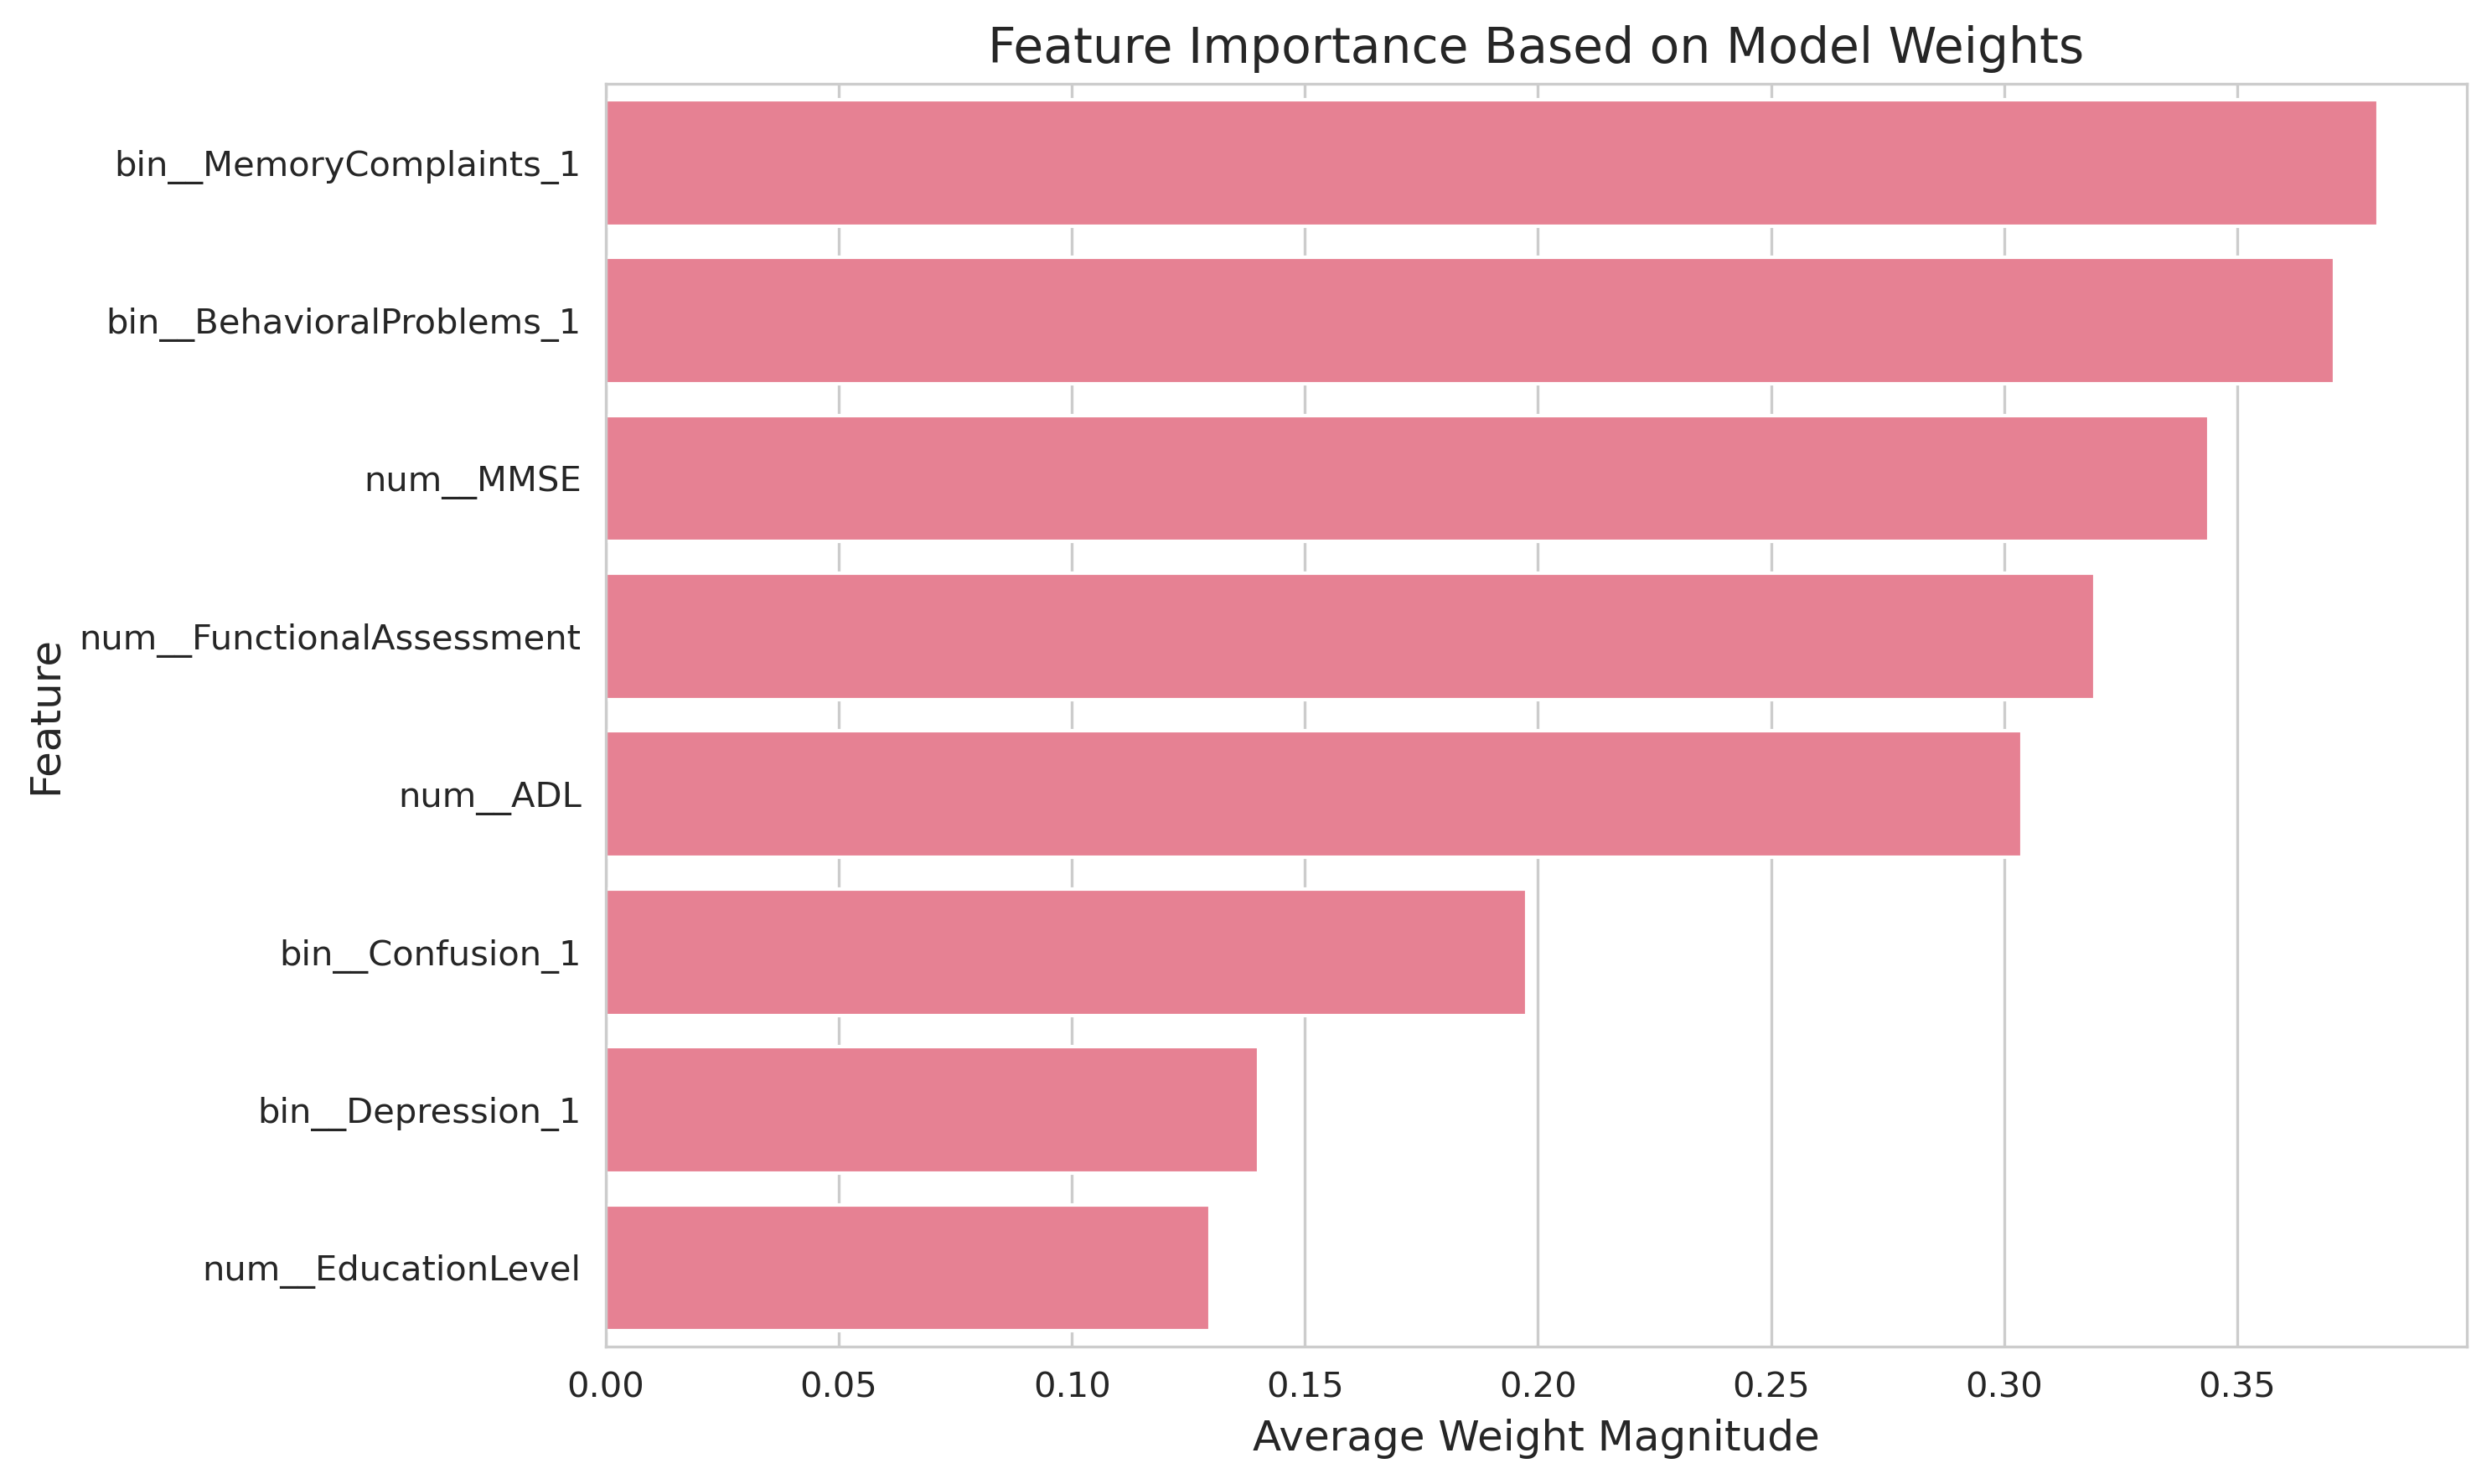 Feature Importance Based on Model Weights
bin__MemoryComplaints_1
bin__BehavioralProblems_1
num__MMSE
num__FunctionalAssessment
num__ADL
bin__Confusion_1
bin__Depression_1
num__EducationLevel
Feature
0.00 0.05 0.10 0.15 0.20 0.25 0.30 0.35
Average Weight Magnitude